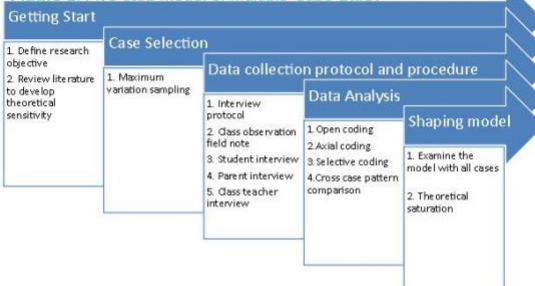 Getting Start
1. Define research
objective
2. Review literature
to develop
theoretical
sensitivity
Case Selection
1. Maximum
variation sampling
Data collection protocol and procedure
1. Interview
protocol
2. Class observation
field note
3. Student interview
4. Parent interview
5. Class teacher
interview
Data Analysis
1.Open coding
2.Axial coding
3.Selective coding
4.Cross case pattern
comparison
Shaping model
1. Examine the
model with all cases
2. Theoretical
saturation